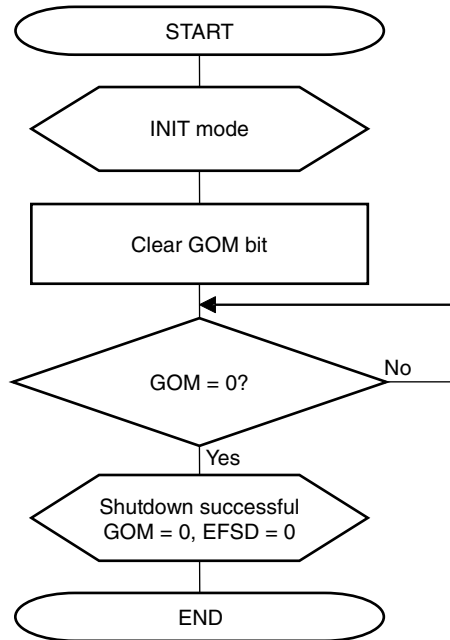 START
INIT mode
Clear GOM bit
GOM = 0?
No
Yes
Shutdown successful
GOM = 0, EFSD = 0
END